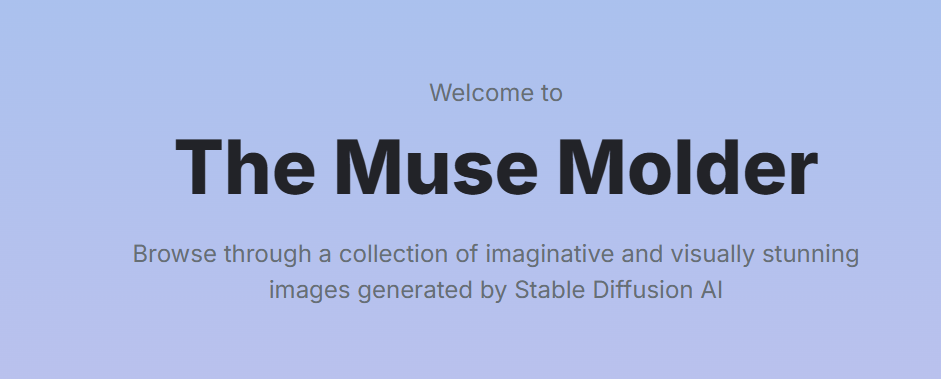 Welcome to
The Muse Molder
Browse through a collection of imaginative and visually stunning
images generated by Stable Diffusion AI